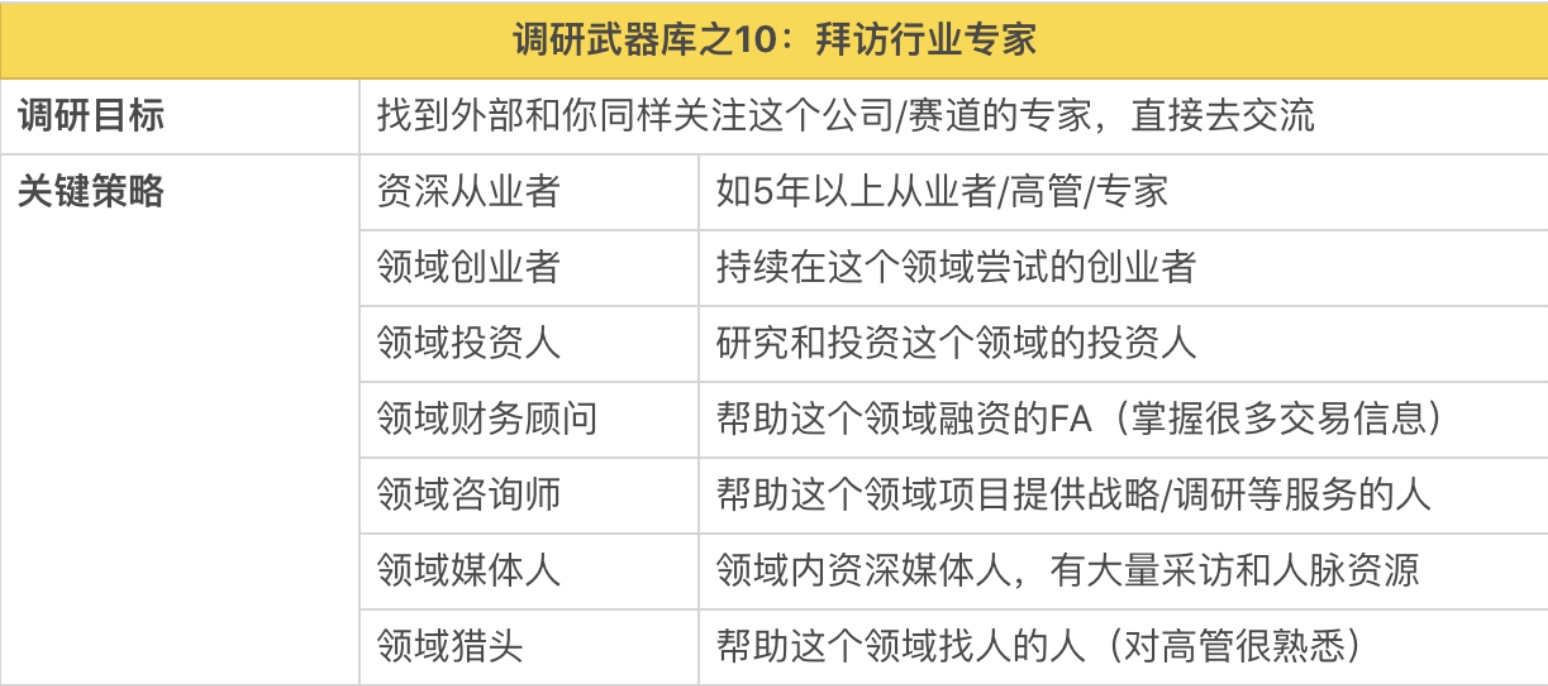 调研武器库之10：拜访行业专家
调研目标 找到外部和你同样关注这个公司/赛道的专家，直接去交流
关键策略 资深从业者 如5年以上从业者/高管/专家
领域创业者 持续在这个领域尝试的创业者
领域投资人 研究和投资这个领域的投资人
领域财务顾问 帮助这个领域融资的FA（掌握很多交易信息）
领域咨询师 帮助这个领域项目提供战略/调研等服务的人
领域媒体人 领域内资深媒体人，有大量采访和人脉资源
领域猎头 帮助这个领域找人的人（对高管很熟悉）